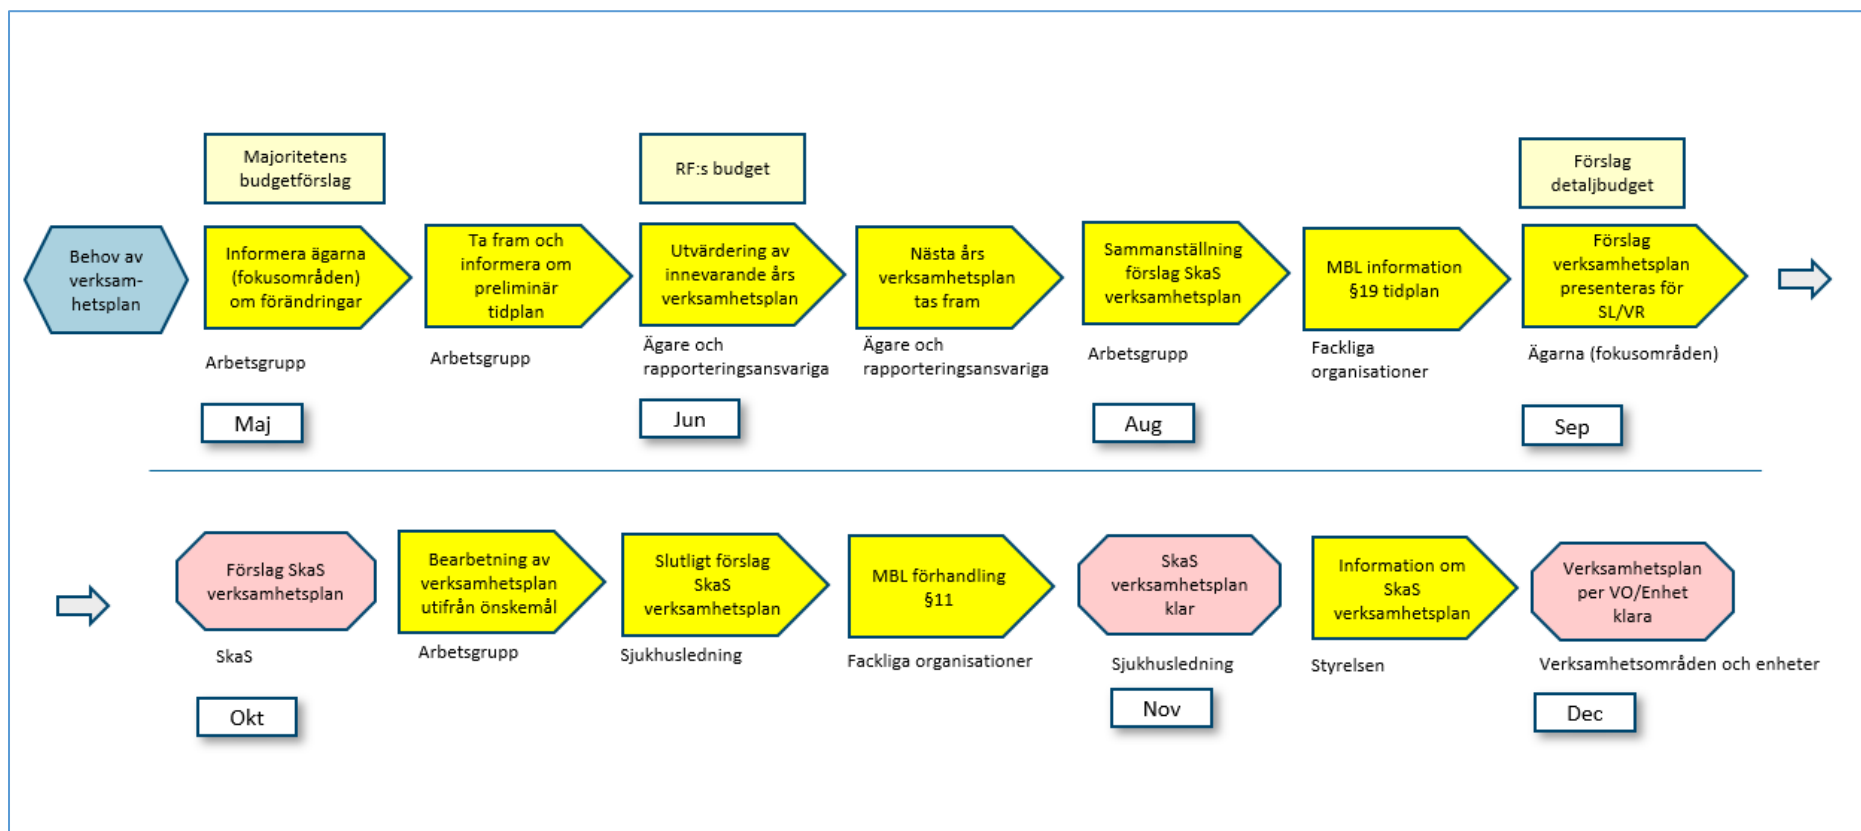 Majoritetens
budgetförslag
RF:s budget
Förslag
detaljbudget
Behov av
verksam-
hetsplan
Informera ägarna
(fokusområden)
om förändringar
Ta fram och
informera om
preliminär
tidplan
Utvärdering av
innevarande års
verksamhetsplan
Nästa års
verksamhetsplan
tas fram
Sammanställning
förslag SkaS
verksamhetsplan
MBL information
§19 tidplan
Förslag
verksamhetsplan
presenteras för
SL/VR
Arbetsgrupp
Arbetsgrupp
Ägare och
rapporteringsansvariga
Ägare och
rapporteringsansvariga
Arbetsgrupp
Fackliga
organisationer
Ägarna (fokusområden)
Maj
Jun
Aug
Sep
Förslag SkaS
verksamhetsplan
Bearbetning av
verksamhetsplan
utifrån önskemål
Slutligt förslag
SkaS
verksamhetsplan
MBL förhandling
§11
SkaS
verksamhetsplan
klar
Information om
SkaS
verksamhetsplan
Verksamhetsplan
per VO/Enhet
klara
SkaS
Arbetsgrupp
Sjukhusledning
Fackliga organisationer
Sjukhusledning
Styrelsen
Verksamhetsområden och enheter
Okt
Nov
Dec